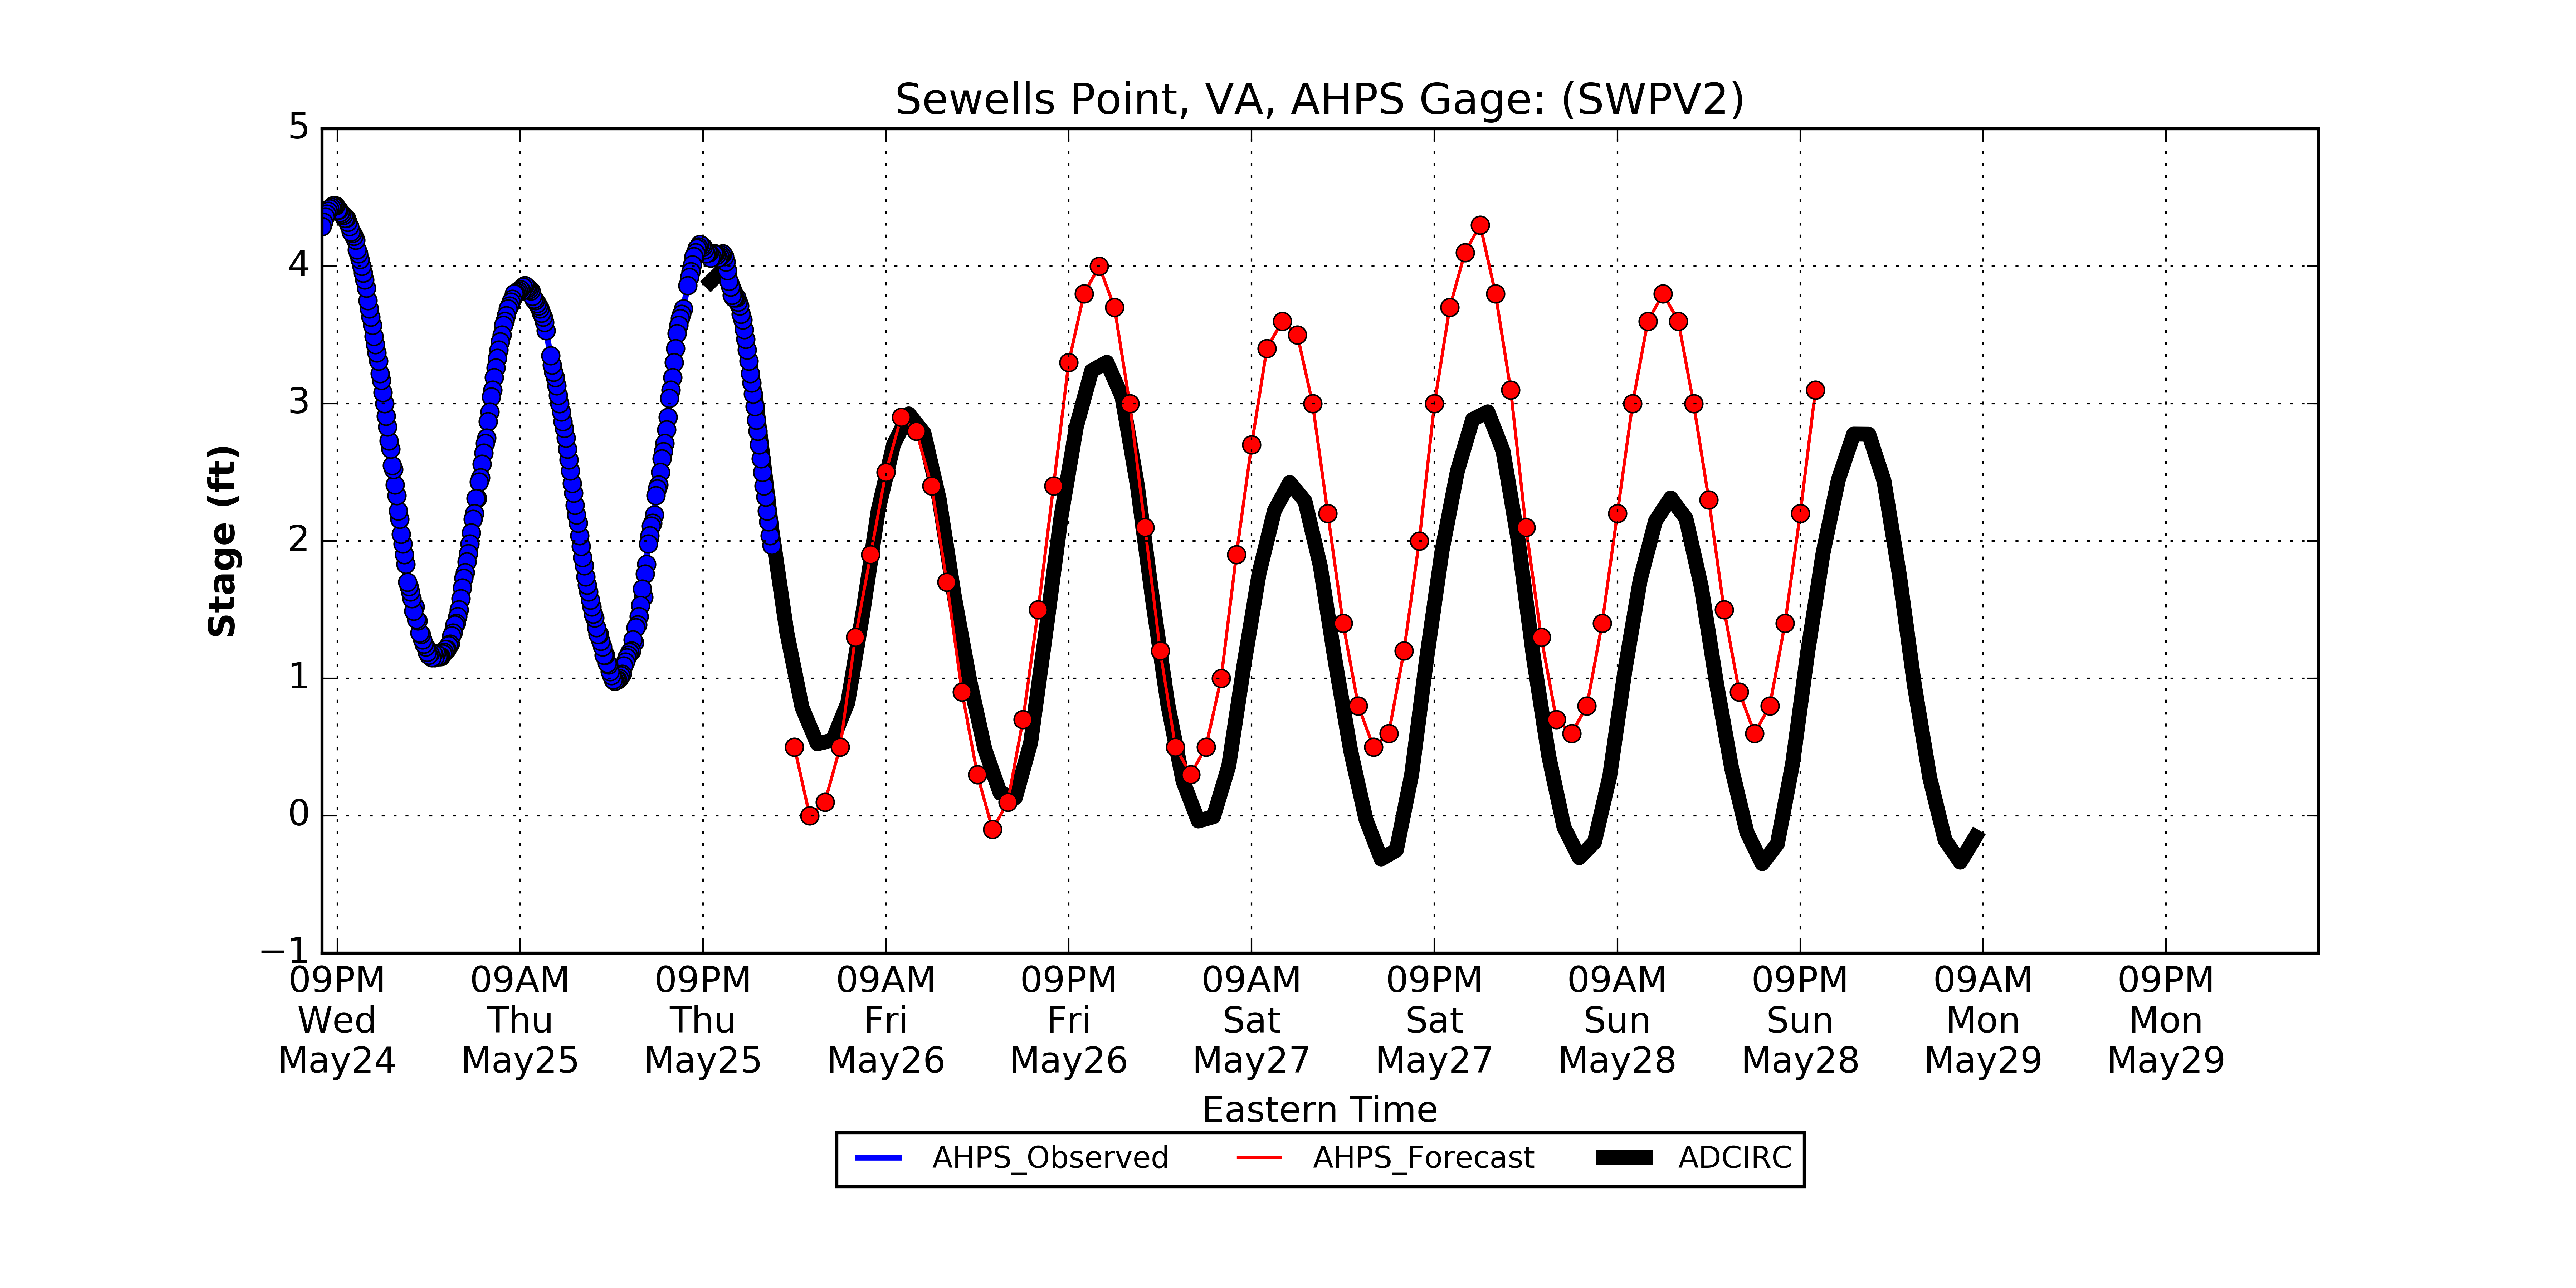 Sewells Point, VA, AHPS Gage: (SWPV2)
5
4
3
2
1
0
−1
Stage (ft)
09PM 09AM 09PM 09AM 09PM 09AM 09PM 09AM 09PM 09AM 09PM
Wed Thu Thu Fri Fri Sat Sat Sun Sun Mon Mon
May24 May25 May25 May26 May26 May27 May27 May28 May28 May29 May29
Eastern Time
AHPS_Observed AHPS_Forecast ADCIRC